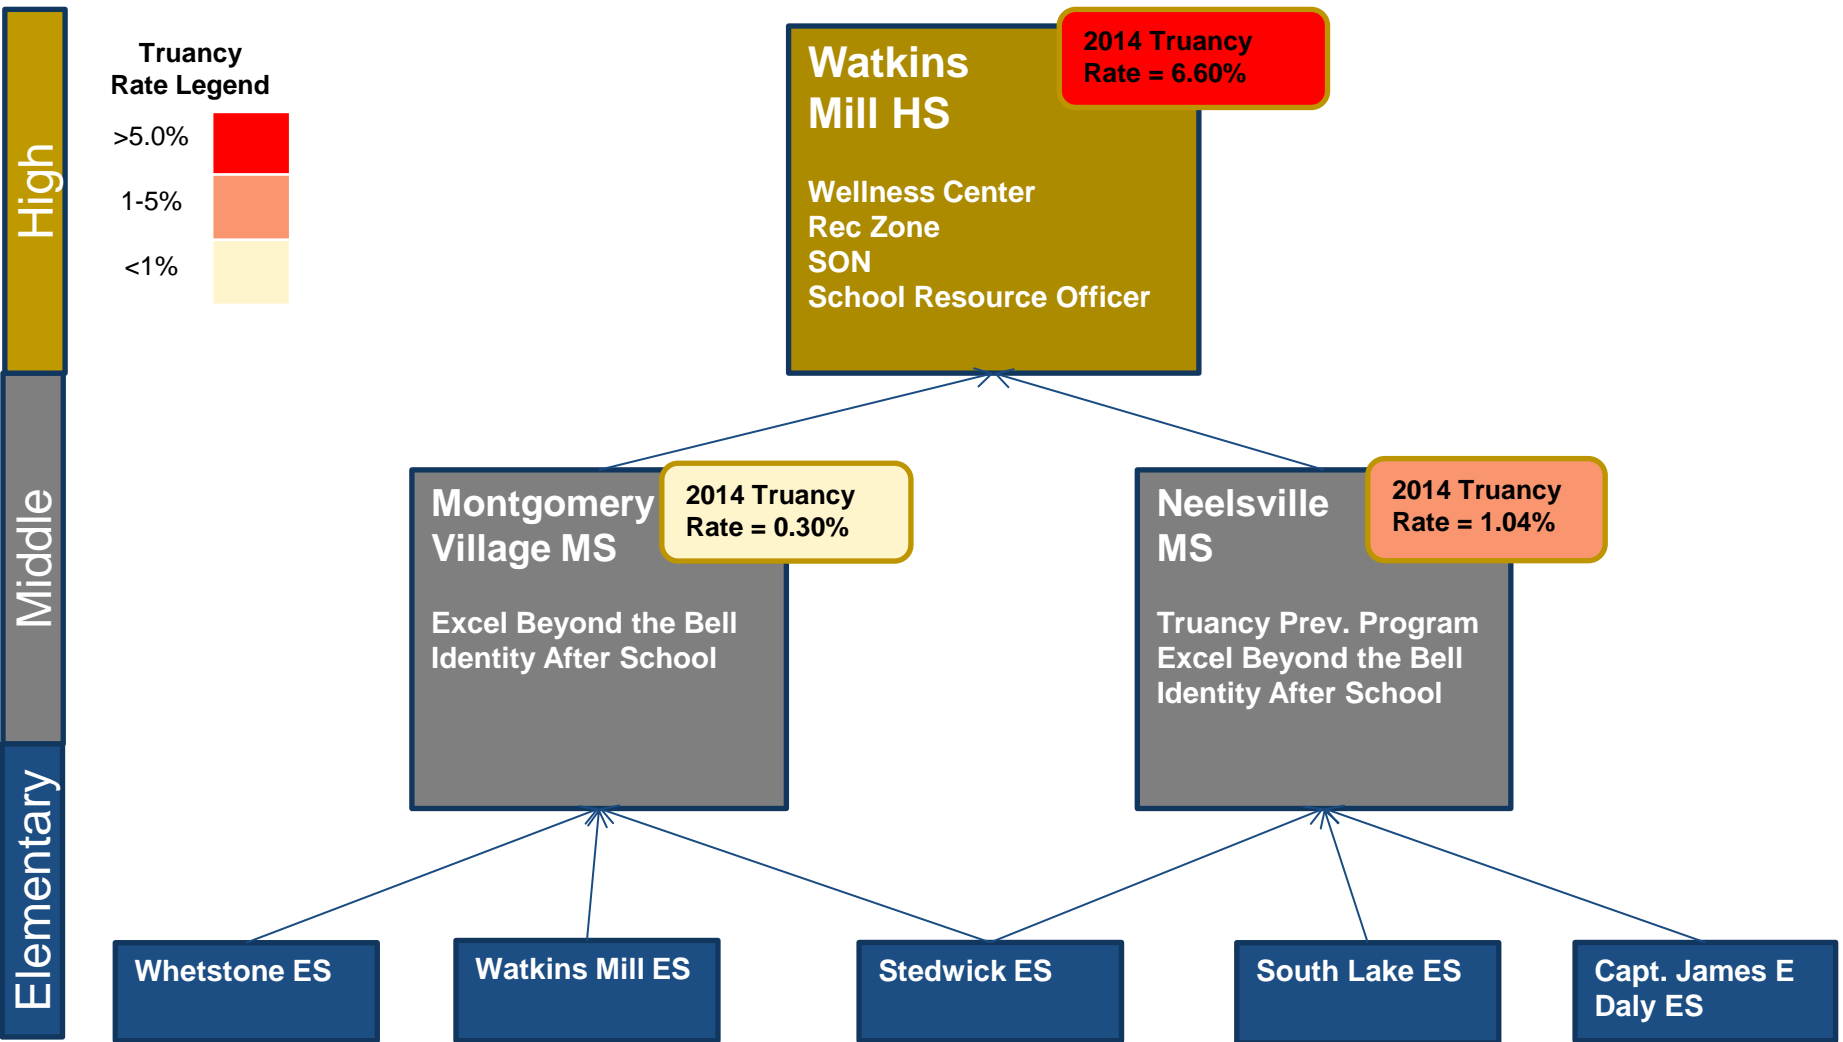 High
Middle
Elementary
Truancy
Rate Legend
>5.0%
1-5%
<1%
Watkins
Mill HS
Wellness Center
Rec Zone
SON
School Resource Officer
2014 Truancy
Rate = 6.60%
Montgomery
Village MS
Excel Beyond the Bell
Identity After School
2014 Truancy
Rate = 0.30%
Neelsville
MS
Truancy Prev. Program
Excel Beyond the Bell
Identity After School
2014 Truancy
Rate = 1.04%
Whetstone ES
Watkins Mill ES
Stedwick ES
South Lake ES
Capt. James E
Daly ES